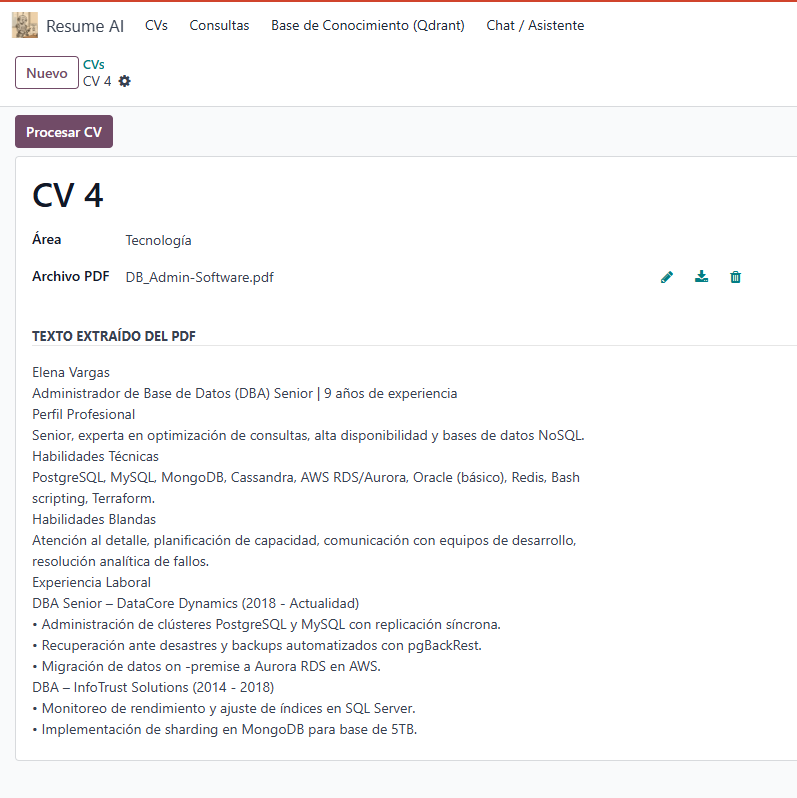 Resume AI CVs Consultas Base de Conocimiento (Qdrant) Chat / Asistente
Nuevo
CVs
CV 4
Procesar CV
CV 4
Área Tecnología
Archivo PDF DB_Admin-Software.pdf
TEXTO EXTRAÍDO DEL PDF
Elena Vargas
Administrador de Base de Datos (DBA) Senior | 9 años de experiencia
Perfil Profesional
Senior, experta en optimización de consultas, alta disponibilidad y bases de datos NoSQL.
Habilidades Técnicas
PostgreSQL, MySQL, MongoDB, Cassandra, AWS RDS/Aurora, Oracle (básico), Redis, Bash
scripting, Terraform.
Habilidades Blandas
Atención al detalle, planificación de capacidad, comunicación con equipos de desarrollo,
resolución analítica de fallos.
Experiencia Laboral
DBA Senior – DataCore Dynamics (2018 - Actualidad)
• Administración de clústeres PostgreSQL y MySQL con replicación síncrona.
• Recuperación ante desastres y backups automatizados con pgBackRest.
• Migración de datos on -premise a Aurora RDS en AWS.
DBA – InfoTrust Solutions (2014 - 2018)
• Monitoreo de rendimiento y ajuste de índices en SQL Server.
• Implementación de sharding en MongoDB para base de 5TB.